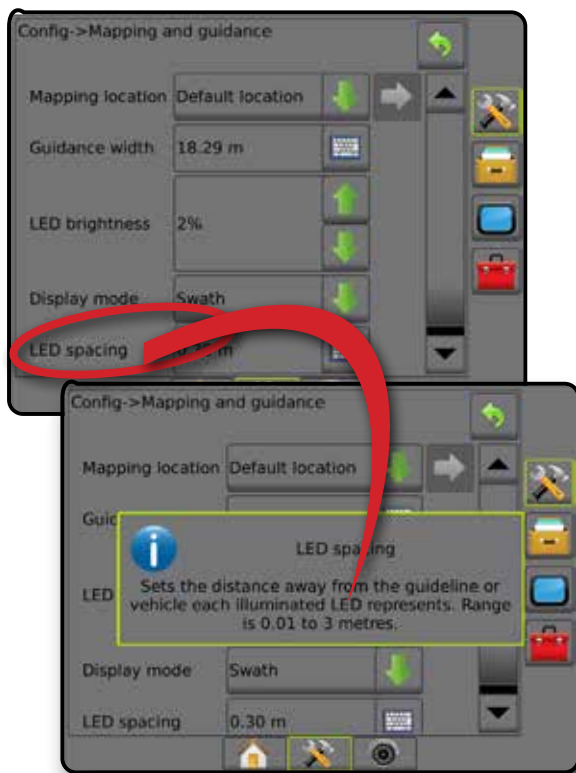 Config->Mapping and guidance
Mapping location Default location
Guidance width 18.29 m
LED brightness 2%
Display mode Swath
LED spacing m
Config->Mapping and guidance
Mapping location Default location
Guid
LED spacing
LED
Sets the distance away from the guideline or
vehicle each illuminated LED represents. Range
is 0.01 to 3 metres.
Display mode Swath
LED spacing 0.30 m